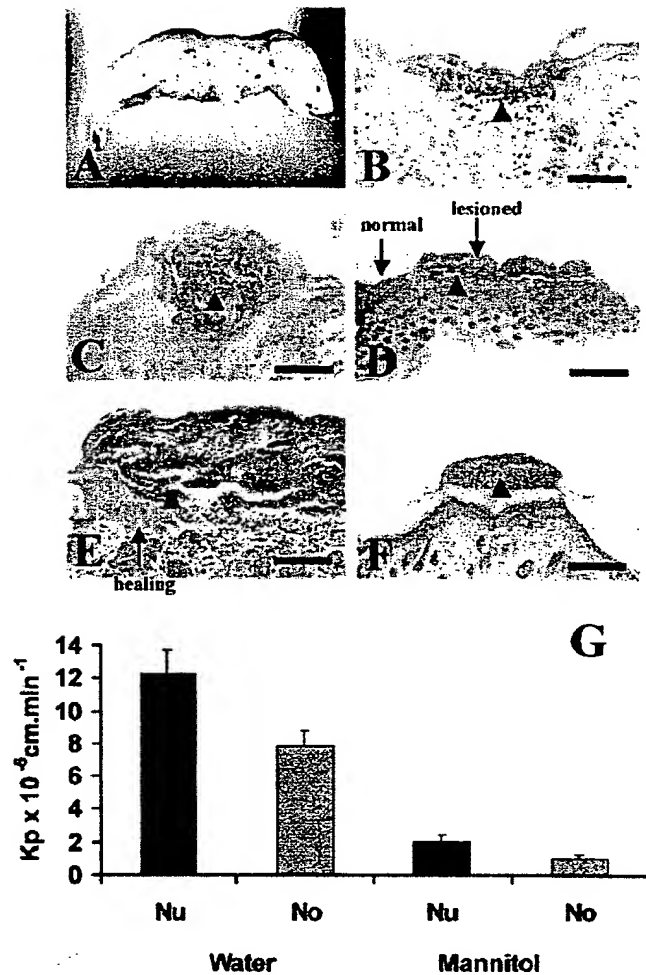 A
B
normal
lesioned
C
D
E
healing
F
G
Kp x 10⁻⁶cm.min⁻¹
14
12
10
8
6
4
2
0
Nu
No
Nu
No
Water
Mannitol